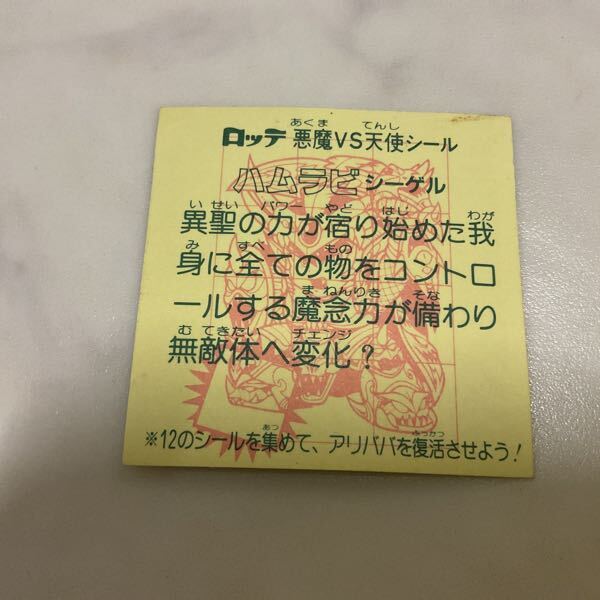 ロッテ 悪魔VS天使シール
ハムラビシーゲル
異聖の力が宿り始めた我
身に全ての物をコントロ
ールする魔念力が備わり
無敵体へ変化？
※12のシールを集めて、アリババを復活させよう！